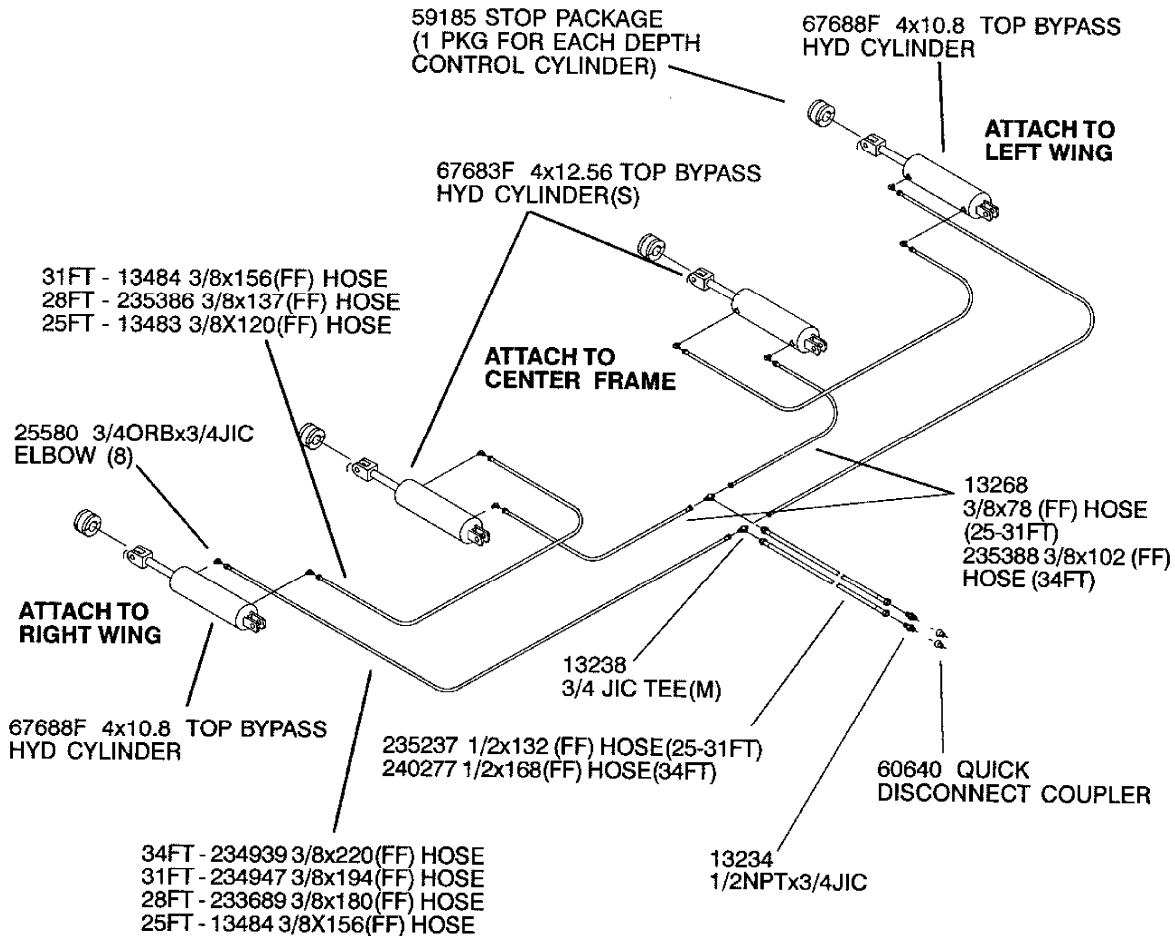 59185 STOP PACKAGE
(1 PKG FOR EACH DEPTH
CONTROL CYLINDER)
67688F 4x10.8 TOP BYPASS
HYD CYLINDER
ATTACH TO
LEFT WING
67683F 4x12.56 TOP BYPASS
HYD CYLINDER(S)
31FT - 13484 3/8x156(FF) HOSE
28FT - 235386 3/8x137(FF) HOSE
25FT - 13483 3/8X120(FF) HOSE
ATTACH TO
CENTER FRAME
25580 3/4ORBx3/4JIC
ELBOW (8)
13268
3/8x78 (FF) HOSE
(25-31FT)
235388 3/8x102 (FF)
HOSE (34FT)
ATTACH TO
RIGHT WING
13238
3/4 JIC TEE(M)
67688F 4x10.8 TOP BYPASS
HYD CYLINDER
235237 1/2x132 (FF) HOSE(25-31FT)
240277 1/2x168(FF) HOSE(34FT)
60640 QUICK
DISCONNECT COUPLER
34FT - 234939 3/8x220(FF) HOSE
31FT - 234947 3/8x194(FF) HOSE
28FT - 233689 3/8x180(FF) HOSE
25FT - 13484 3/8X156(FF) HOSE
13234
1/2NPTx3/4JIC